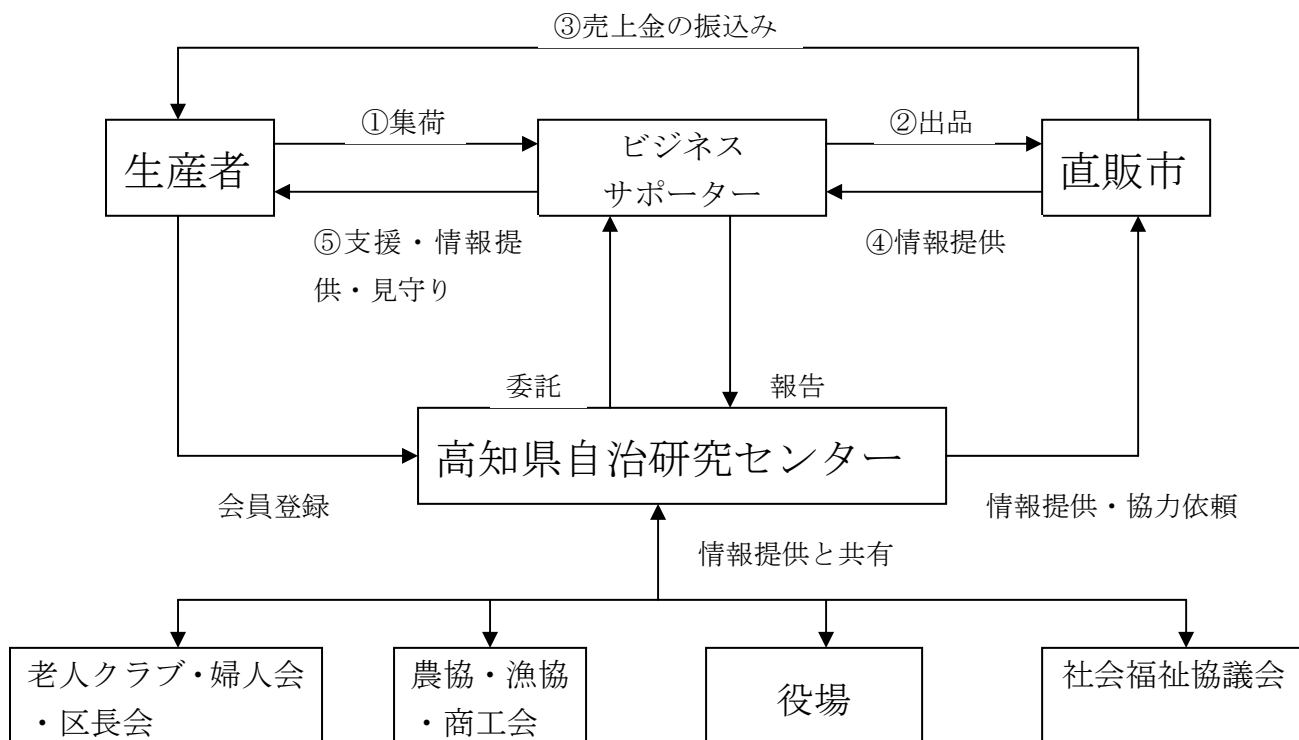 ③売上金の振込み
①集荷
②出品
生産者
ビジネス
サポーター
直販市
⑤支援・情報提
供・見守り
④情報提供
委託
報告
高知県自治研究センター
会員登録
情報提供・協力依頼
情報提供と共有
老人クラブ・婦人会
・区長会
農協・漁協
・商工会
役場
社会福祉協議会